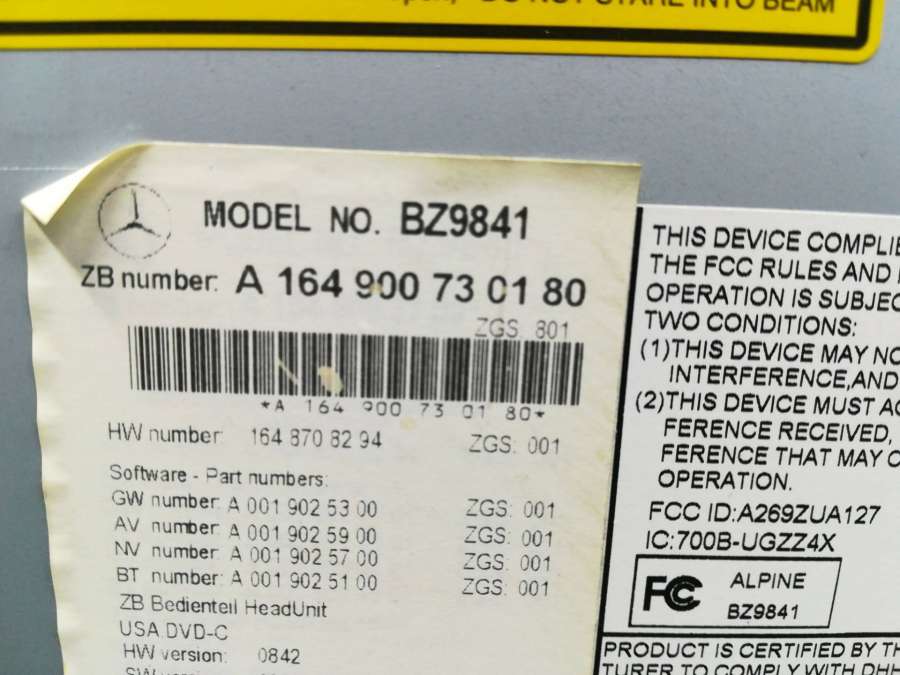 DO NOT STARE INTO BEAM
MODEL NO. BZ9841
ZB number: A 164 900 73 01 80
ZGS 801
*A 164 900 73 01 80*
HW number: 164 870 82 94 ZGS: 001
Software - Part numbers:
GW number: A 001 902 53 00 ZGS: 001
AV number: A 001 902 59 00 ZGS: 001
NV number: A 001 902 57 00 ZGS: 001
BT number: A 001 902 51 00 ZGS: 001
ZB Bedienteil HeadUnit
USA.DVD-C
HW version: 0842
THIS DEVICE COMPLIE
THE FCC RULES AND
OPERATION IS SUBJEC
TWO CONDITIONS:
(1)THIS DEVICE MAY NO
INTERFERENCE,AND
(2)THIS DEVICE MUST AC
FERENCE RECEIVED,
FERENCE THAT MAY C
OPERATION.
FCC ID:A269ZUA127
IC:700B-UGZZ4X
FC ALPINE
BZ9841
PRODUCT IS CERTIFIED BY TH
TURER TO COMPLY WITH DHH